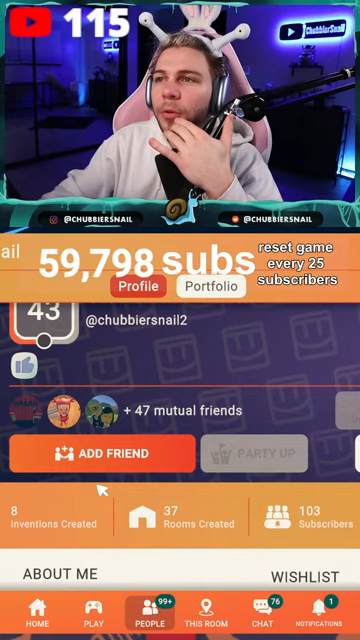 115
ChubbierSnail
@CHUBBIERSNAIL
@CHUBBIERSNAIL
ail
59,798 subs
reset game
every 25
subscribers
Profile
Portfolio
43
@chubbiersnail2
+ 47 mutual friends
ADD FRIEND
PARTY UP
8
Inventions Created
37
Rooms Created
103
Subscribers
ABOUT ME
WISHLIST
99+
76
1
HOME
PLAY
PEOPLE
THIS ROOM
CHAT
NOTIFICATIONS